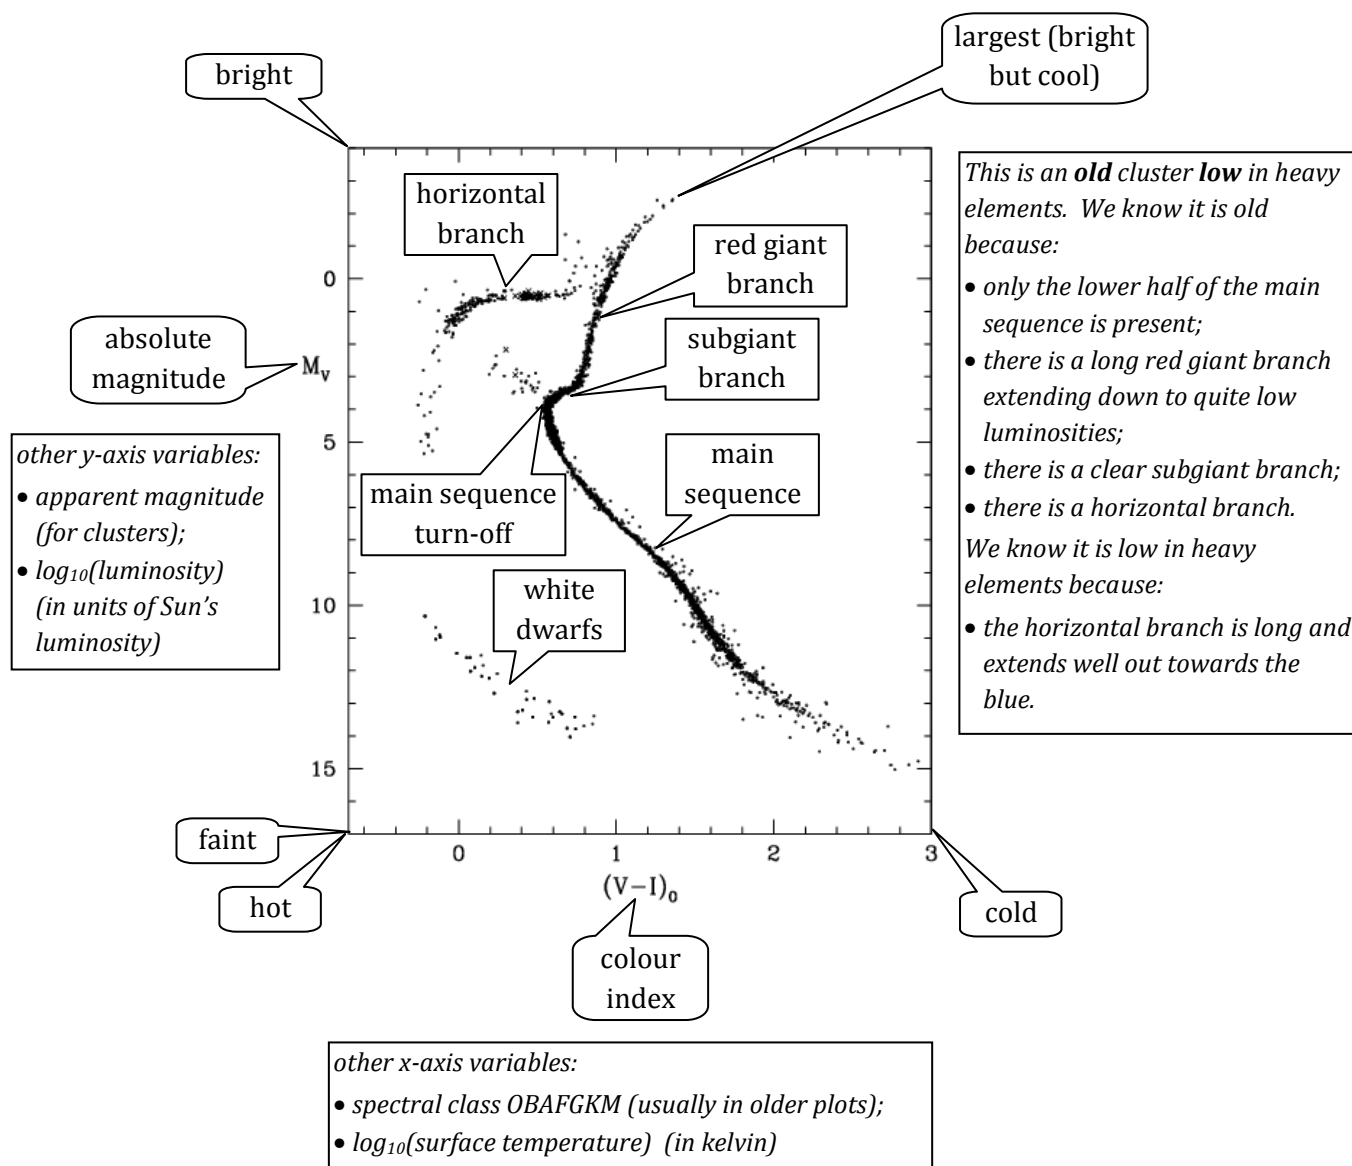 largest (bright
but cool)
bright
This is an old cluster low in heavy
elements. We know it is old
because:
• only the lower half of the main
sequence is present;
• there is a long red giant branch
extending down to quite low
luminosities;
• there is a clear subgiant branch;
• there is a horizontal branch.
We know it is low in heavy
elements because:
• the horizontal branch is long and
extends well out towards the
blue.
horizontal
branch
red giant
branch
subgiant
branch
absolute
magnitude
M_V
0
5
10
15
other y-axis variables:
• apparent magnitude
(for clusters);
• log₁₀(luminosity)
(in units of Sun's
luminosity)
main sequence
turn-off
main
sequence
white
dwarfs
faint
hot
0 1 2 3
(V−I)₀
cold
colour
index
other x-axis variables:
• spectral class OBAFGKM (usually in older plots);
• log₁₀(surface temperature) (in kelvin)